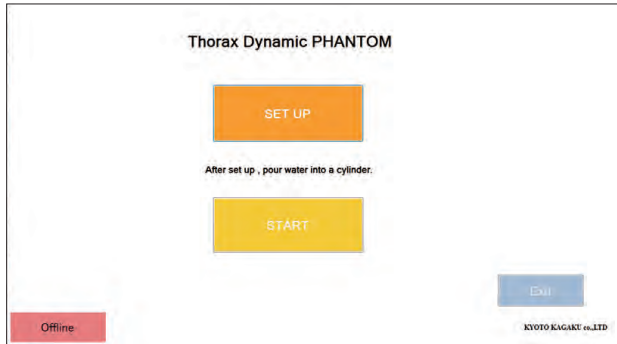 Thorax Dynamic PHANTOM
SET UP
After set up , pour water into a cylinder.
START
Exit
Offline
KYOTO KAGAKU co.,LTD